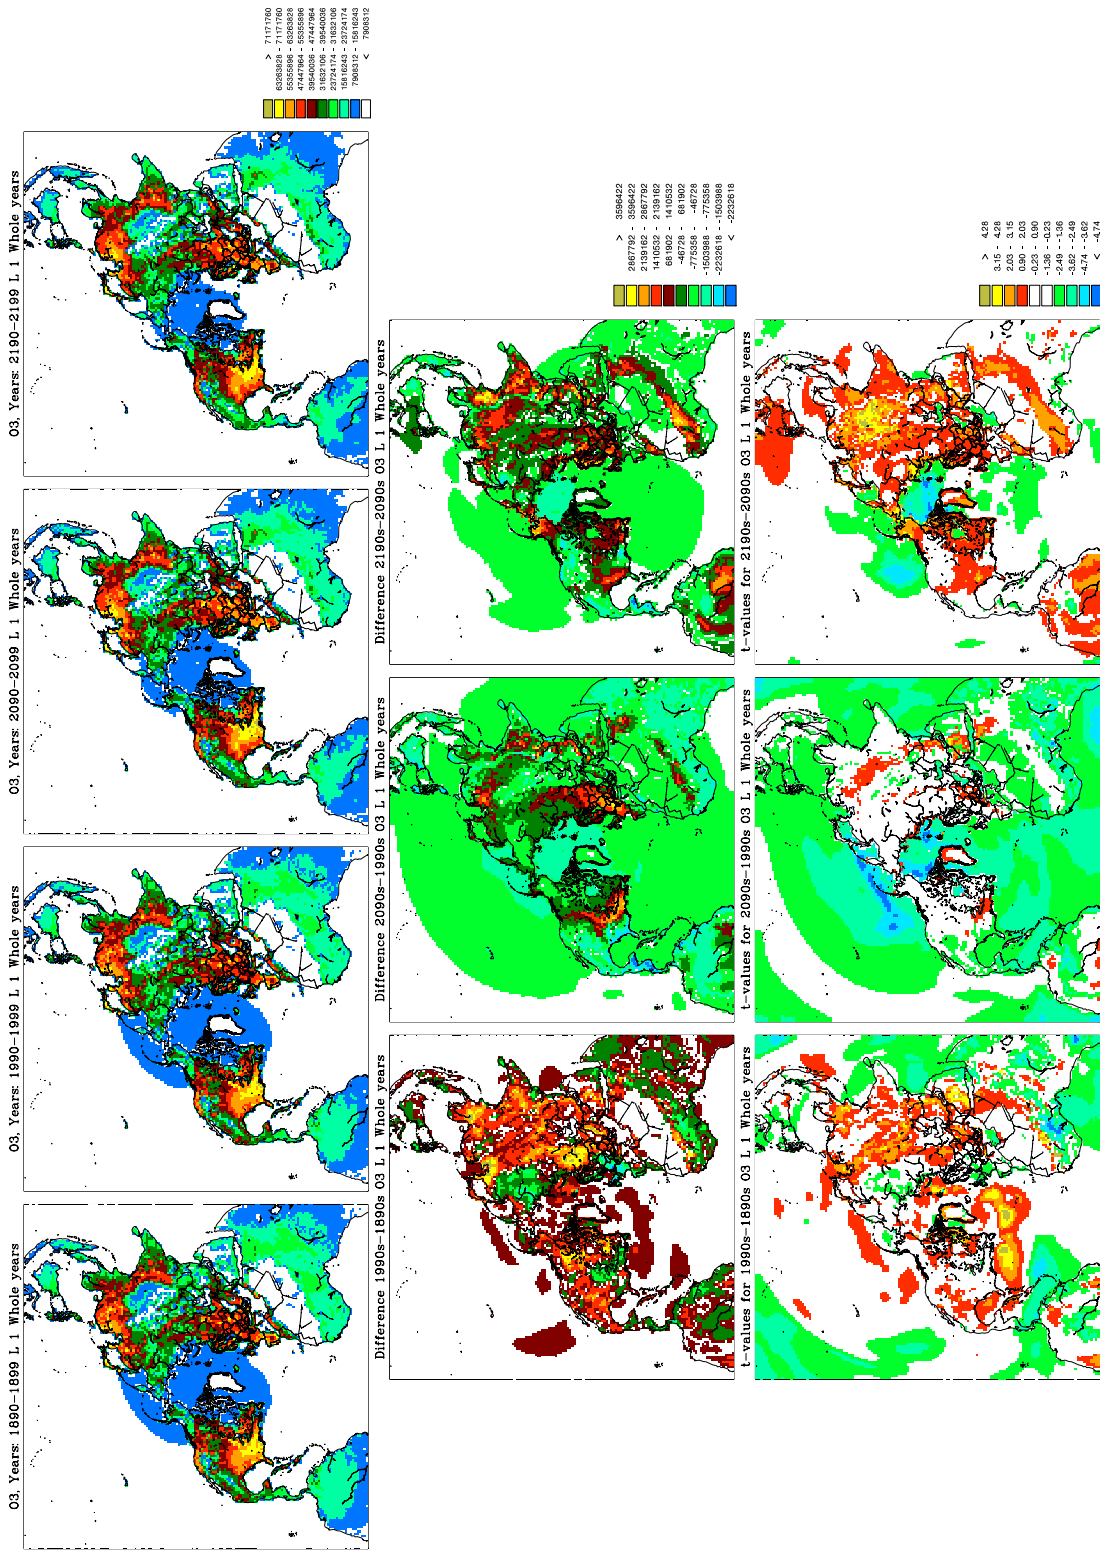 O3, Years: 1890-1899 L 1 Whole years
O3, Years: 1990-1999 L 1 Whole years
O3, Years: 2090-2099 L 1 Whole years
O3, Years: 2190-2199 L 1 Whole years
> 71171760
63263828 - 71171760
55355896 - 63263828
47447964 - 55355896
39540036 - 47447964
31632106 - 39540036
23724174 - 31632106
15816243 - 23724174
7908312 - 15816243
< 7908312
Difference 1990s-1890s O3 L 1 Whole years
Difference 2090s-1990s O3 L 1 Whole years
Difference 2190s-2090s O3 L 1 Whole years
> 3596422
2867792 - 3596422
2139162 - 2867792
1410532 - 2139162
681902 - 1410532
-46728 - 681902
-775358 - -46728
-1503988 - -775358
-2232618 - -1503988
< -2232618
t-values for 1990s-1890s O3 L 1 Whole years
t-values for 2090s-1990s O3 L 1 Whole years
t-values for 2190s-2090s O3 L 1 Whole years
> 4.28
3.15 - 4.28
2.03 - 3.15
0.90 - 0.03
-0.23 - 0.90
-1.36 - -0.23
-2.49 - -1.36
-3.62 - -2.49
-4.74 - -3.62
< -4.74